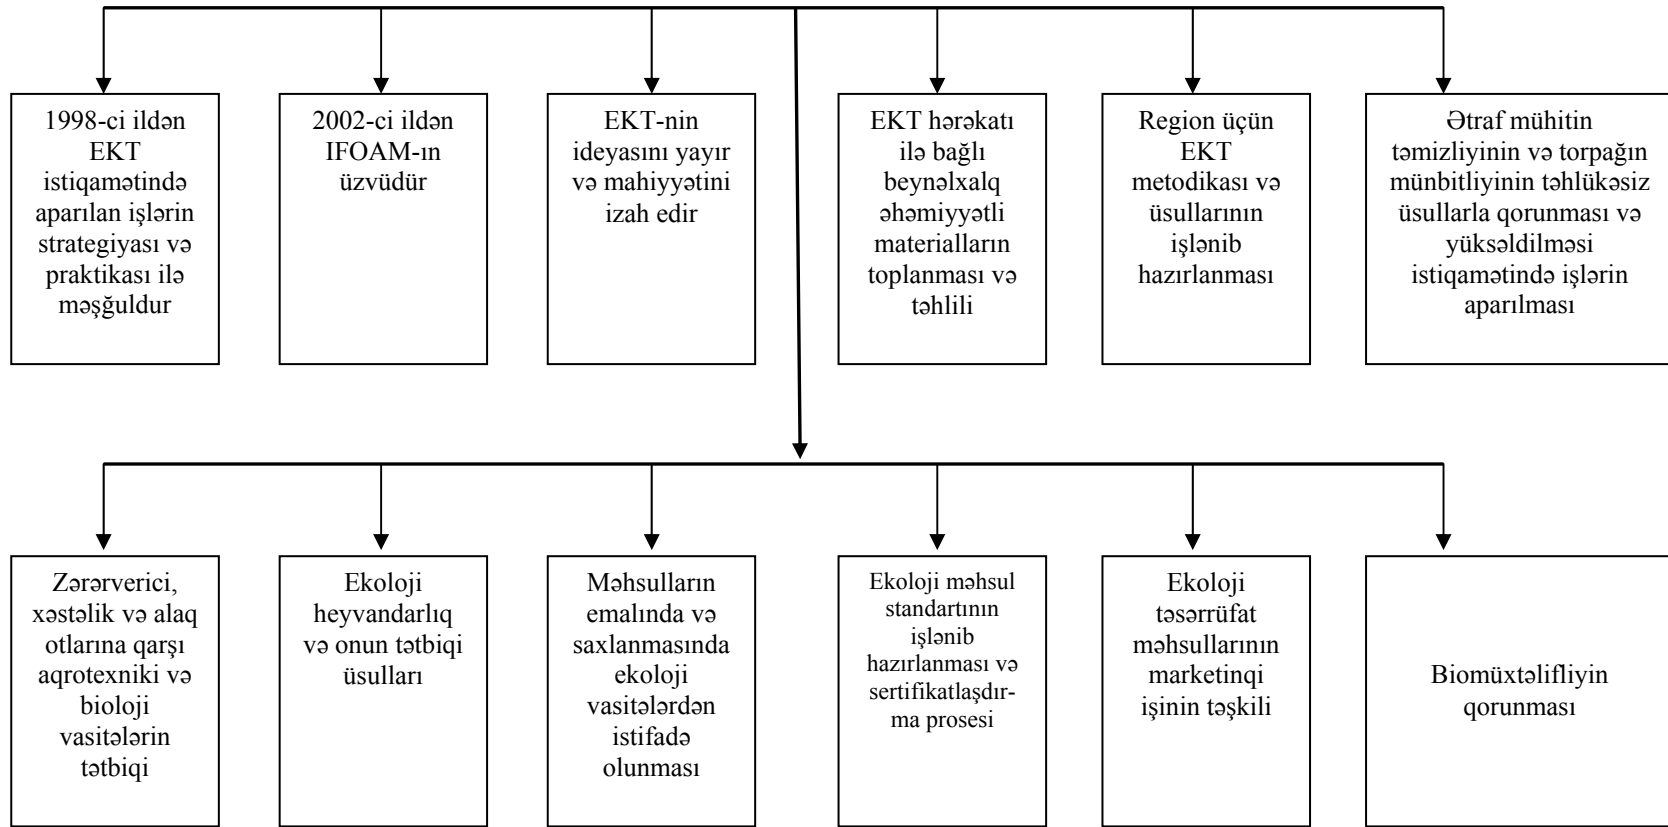 1998-ci ildən
EKT
istiqamətində
aparılan işlərin
strategiyası və
praktikası ilə
məşğuldur
2002-ci ildən
IFOAM-ın
üzvüdür
EKT-nin
ideyasını yayır
və mahiyyətini
izah edir
EKT hərəkatı
ilə bağlı
beynəlxalq
əhəmiyyətli
materialların
toplanması və
təhlili
Region üçün
EKT
metodikası və
üsullarının
işlənib
hazırlanması
Ətraf mühitin
təmizliyinin və torpağın
münbitliyinin təhlükəsiz
üsullarla qorunması və
yüksəldilməsi
istiqamətində işlərin
aparılması
Zərərverici,
xəstəlik və alaq
otlarına qarşı
aqrotexniki və
bioloji
vasitələrin
tətbiqi
Ekoloji
heyvandarlıq
və onun tətbiqi
üsulları
Məhsulların
emalında və
saxlanmasında
ekoloji
vasitələrdən
istifadə
olunması
Ekoloji məhsul
standartının
işlənib
hazırlanması və
sertifikatlaşdır-
ma prosesi
Ekoloji
təsərrüfat
məhsullarının
marketinqi
işinin təşkili
Biomüxtəlifliyin
qorunması